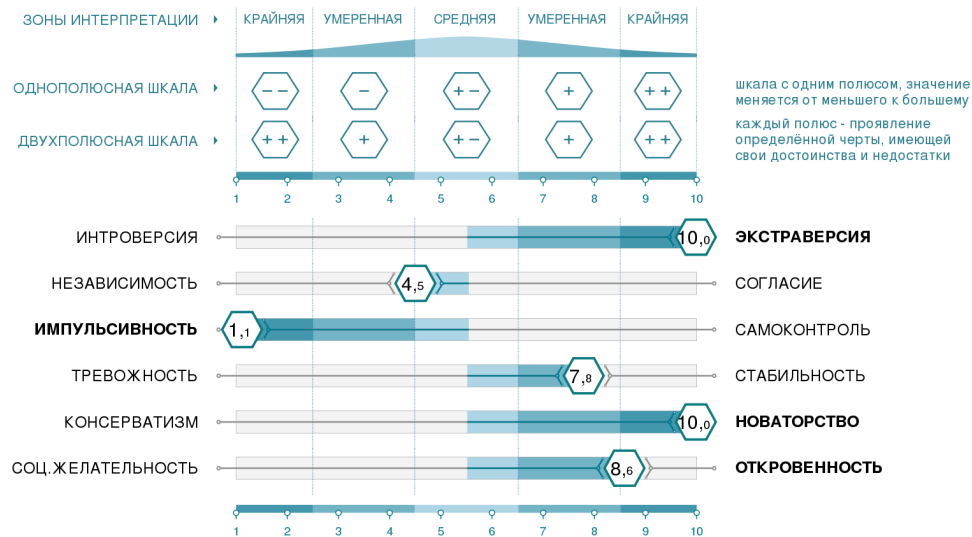 ЗОНЫ ИНТЕРПРЕТАЦИИ КРАЙНЯЯ УМЕРЕННАЯ СРЕДНЯЯ УМЕРЕННАЯ КРАЙНЯЯ
ОДНОПОЛЮСНАЯ ШКАЛА - - - + - + + +
шкала с одним полюсом, значение
меняется от меньшего к большему
ДВУХПОЛЮСНАЯ ШКАЛА + + + + - + + +
каждый полюс - проявление
определённой черты, имеющей
свои достоинства и недостатки
1 2 3 4 5 6 7 8 9 10
ИНТРОВЕРСИЯ 10,0 ЭКСТРАВЕРСИЯ
НЕЗАВИСИМОСТЬ 4,5 СОГЛАСИЕ
ИМПУЛЬСИВНОСТЬ 1,1 САМОКОНТРОЛЬ
ТРЕВОЖНОСТЬ 7,8 СТАБИЛЬНОСТЬ
КОНСЕРВАТИЗМ 10,0 НОВАТОРСТВО
СОЦ.ЖЕЛАТЕЛЬНОСТЬ 8,6 ОТКРОВЕННОСТЬ
1 2 3 4 5 6 7 8 9 10